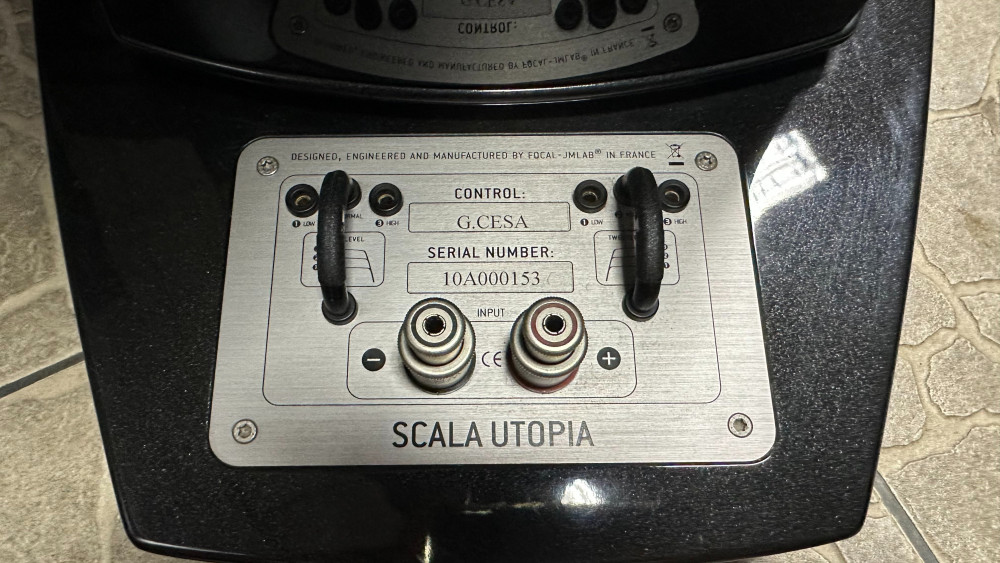 CONTROL:
DESIGNED, ENGINEERED AND MANUFACTURED BY FOCAL-JMLAB® IN FRANCE
CONTROL:
① LOW
③ HIGH
① LOW
③ HIGH
G.CESA
LEVEL
SERIAL NUMBER:
10A000153
INPUT
− CE +
SCALA UTOPIA